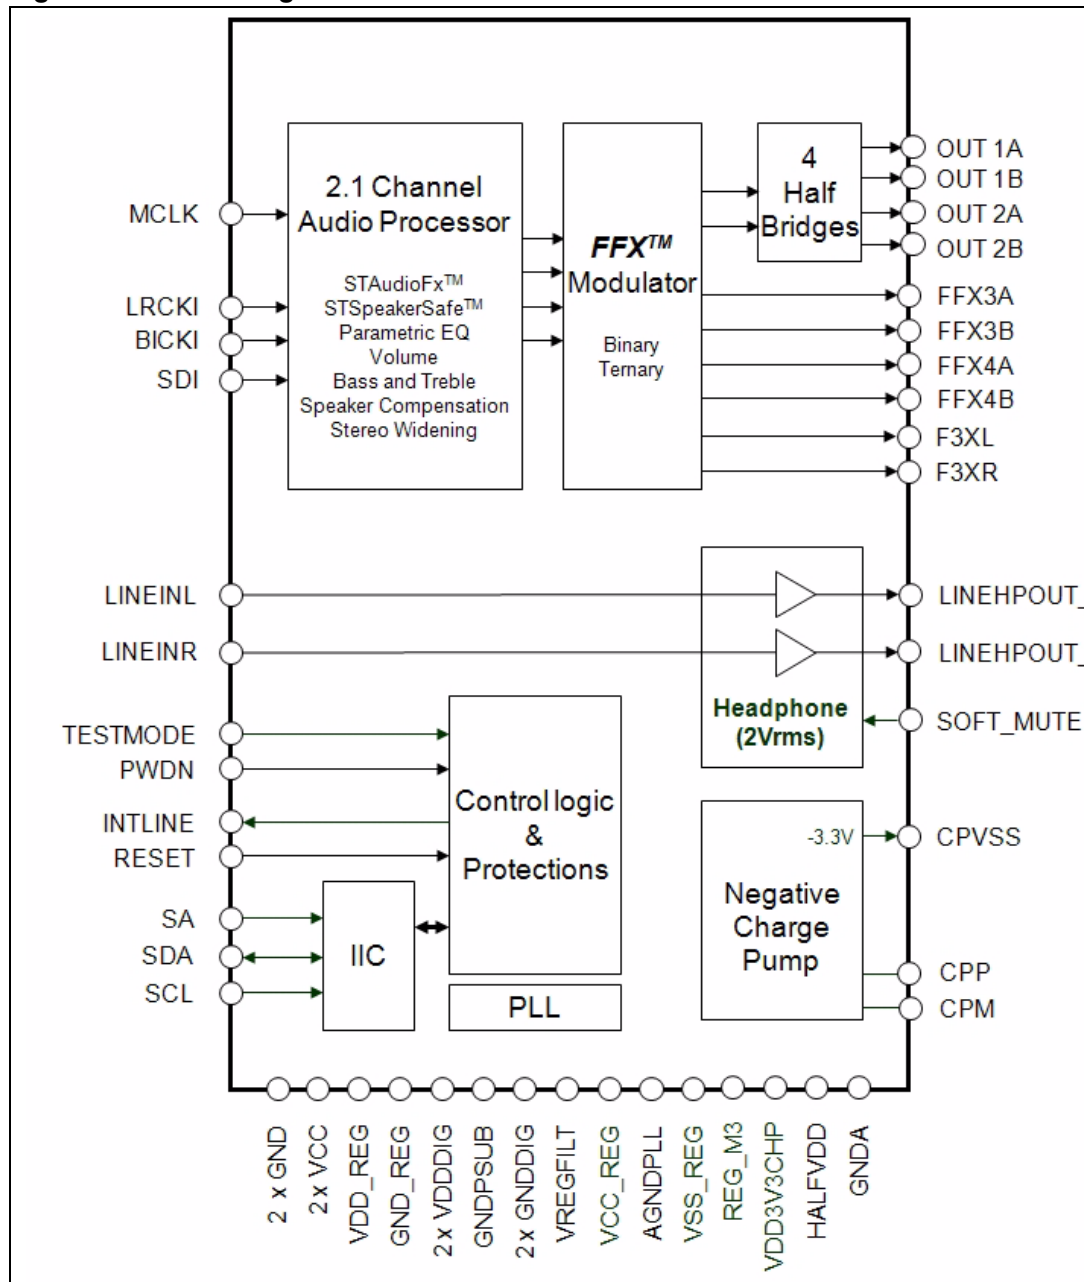 2.1 Channel
Audio Processor
STAudioFx™
STSpeakerSafe™
Parametric EQ
Volume
Bass and Treble
Speaker Compensation
Stereo Widening
FFX™
Modulator
Binary
Ternary
4
Half
Bridges
MCLK
LRCKI
BICKI
SDI
OUT 1A
OUT 1B
OUT 2A
OUT 2B
FFX3A
FFX3B
FFX4A
FFX4B
F3XL
F3XR
LINEINL
LINEINR
LINEHPOUT_
LINEHPOUT_
Headphone
(2Vrms)
SOFT_MUTE
TESTMODE
PWDN
INTLINE
RESET
Control logic
&
Protections
SA
SDA
SCL
IIC
PLL
-3.3V
Negative
Charge
Pump
CPVSS
CPP
CPM
2 x GND
2 x VCC
VDD_REG
GND_REG
2 x VDDDIG
GNDPSUB
2 x GNDDIG
VREGFILT
VCC_REG
AGNDPLL
VSS_REG
REG_M3
VDD3V3CHP
HALFVDD
GNDA